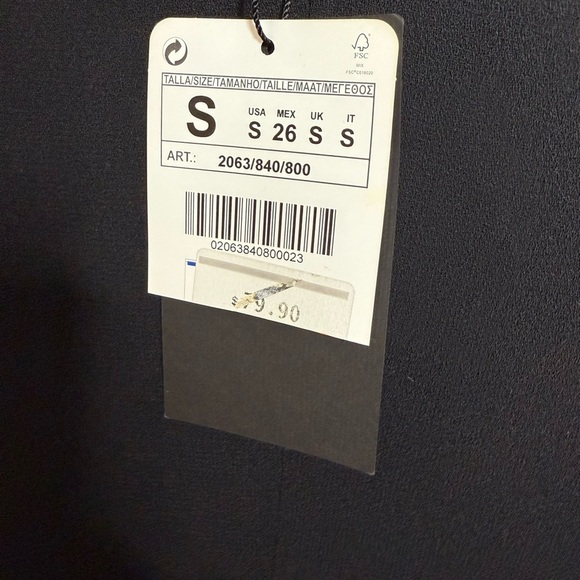 FSC
MIX
TALLA/SIZE/TAMANHO/TAILLE/MAAT/ΜΕΓΕΘΟΣ
S
USA MEX UK IT
S 26 S S
ART.: 2063/840/800
02063840800023
9.90